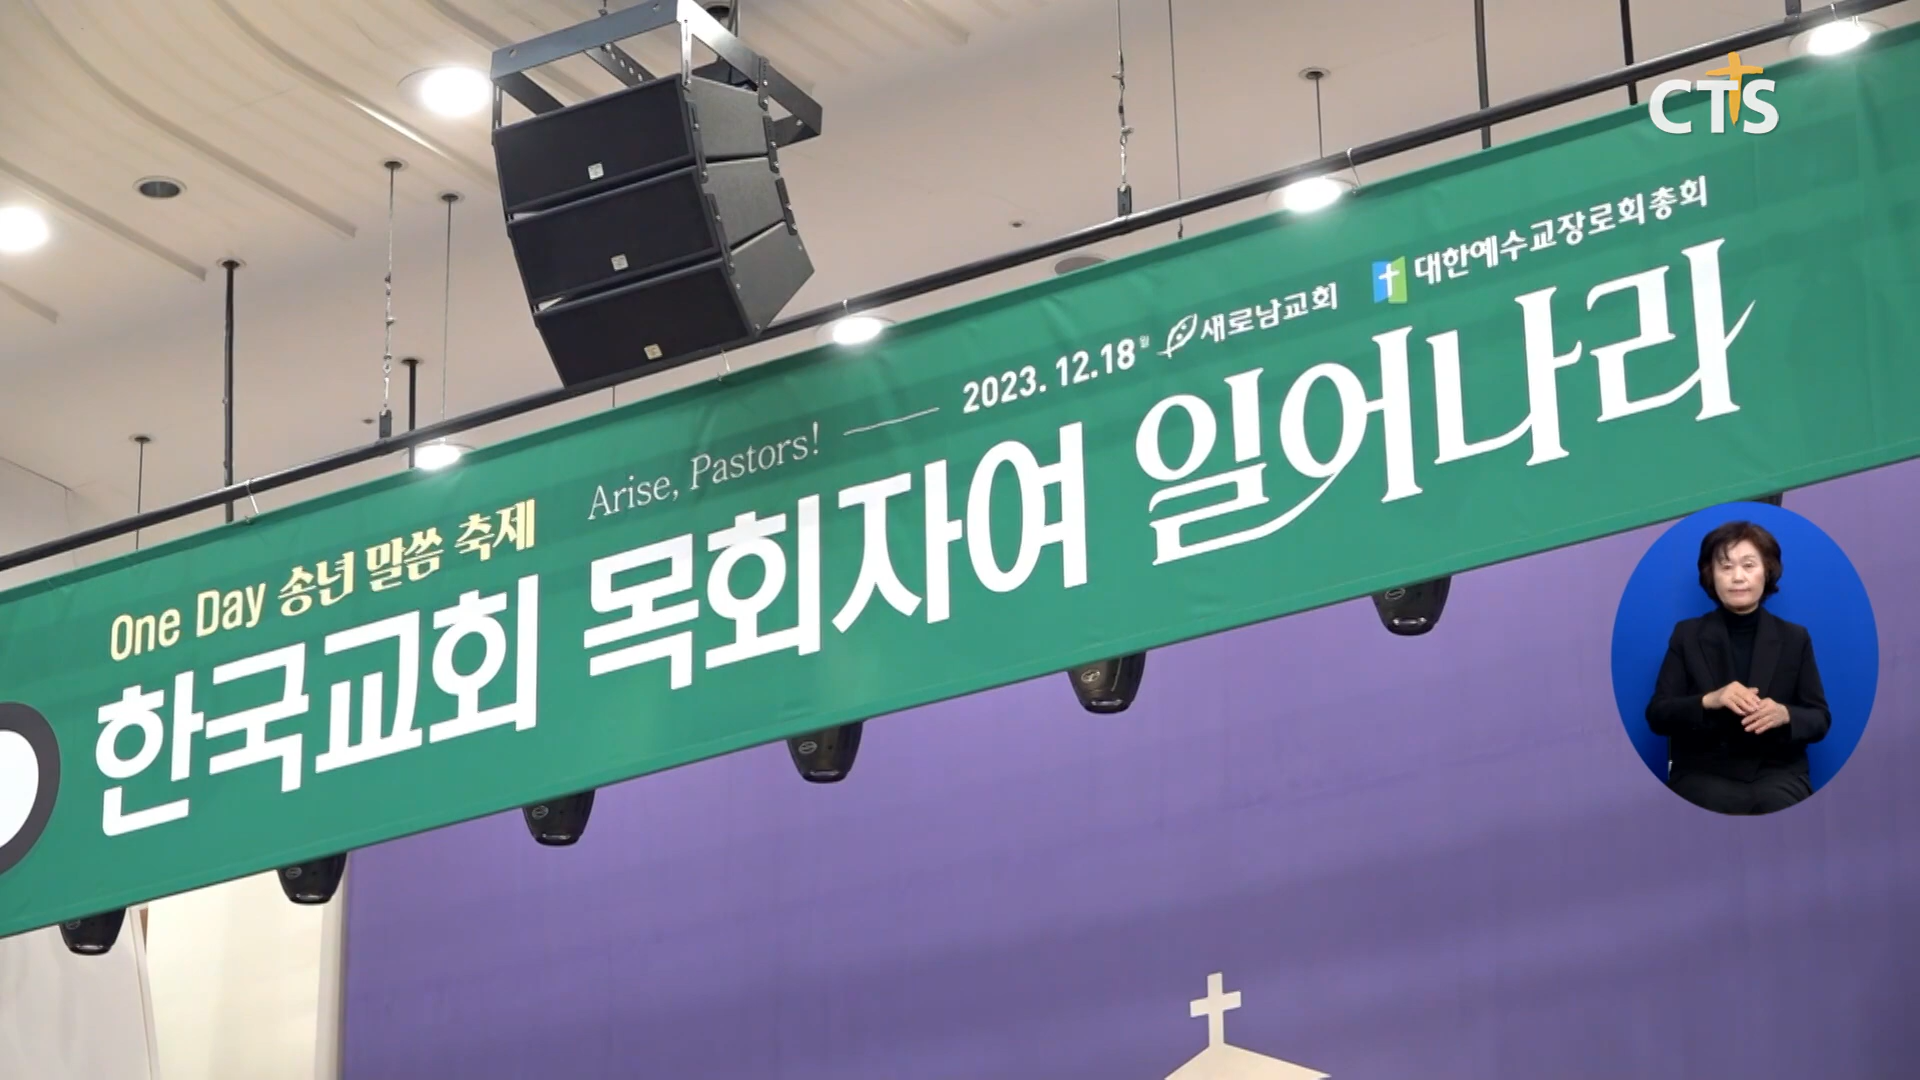 CTS
2023. 12.18 월 새로남교회 대한예수교장로회총회
One Day 송년 말씀 축제 Arise, Pastors!
한국교회 목회자여 일어나라